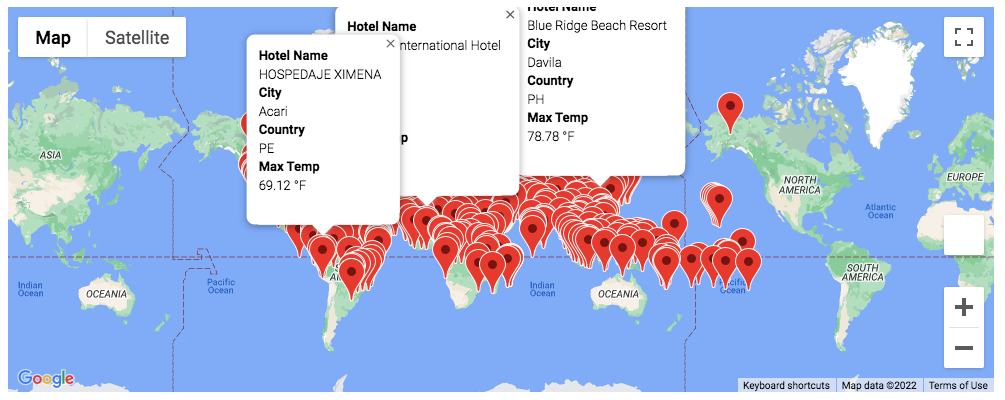 Map
Satellite
Hotel Name
HOSPEDAJE XIMENA
City
Acari
Country
PE
Max Temp
69.12 °F
Hotel Name
International Hotel
Hotel Name
Blue Ridge Beach Resort
City
Davila
Country
PH
Max Temp
78.78 °F
ASIA
NORTH
AMERICA
EUROPE
Atlantic
Ocean
Indian
Ocean
OCEANIA
Pacific
Ocean
Indian
Ocean
OCEANIA
Pacific
Ocean
SOUTH
AMERICA
Google
Keyboard shortcuts
Map data ©2022
Terms of Use